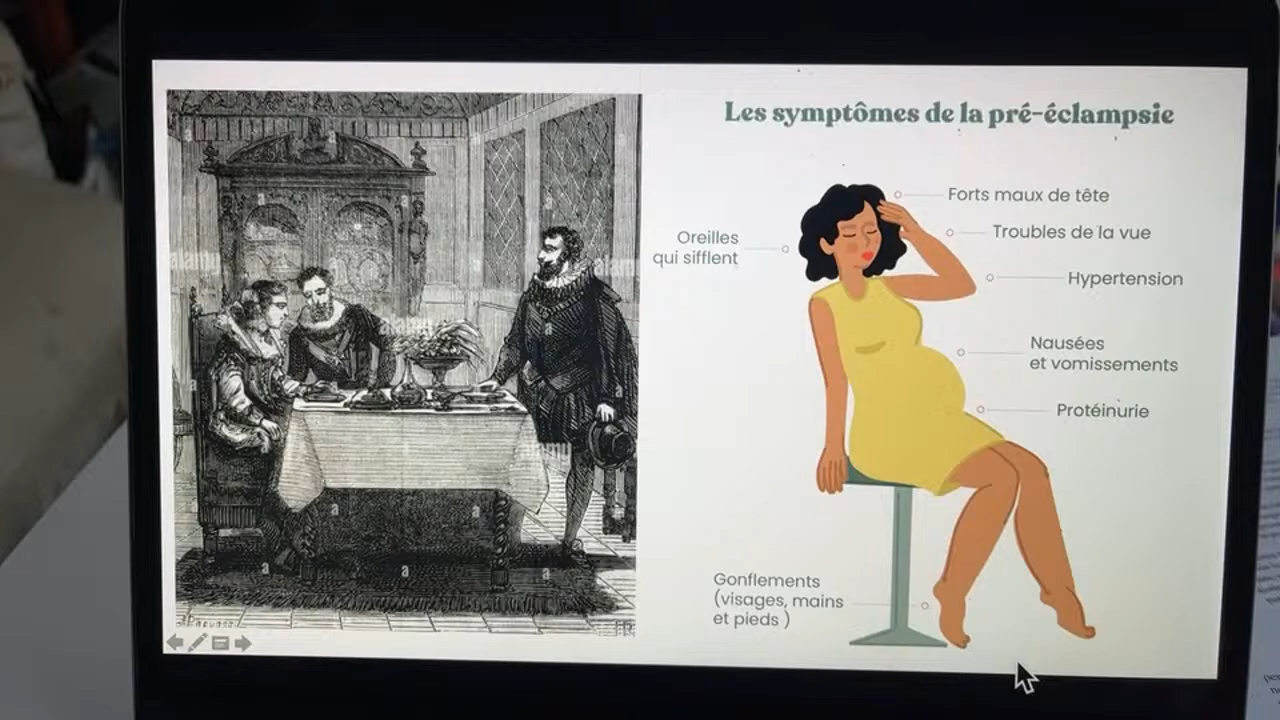 Les symptômes de la pré-éclampsie
Forts maux de tête
Troubles de la vue
Oreilles
qui sifflent
Hypertension
Nausées
et vomissements
Protéinurie
Gonflements
(visages, mains
et pieds )
alamy
a
a
a